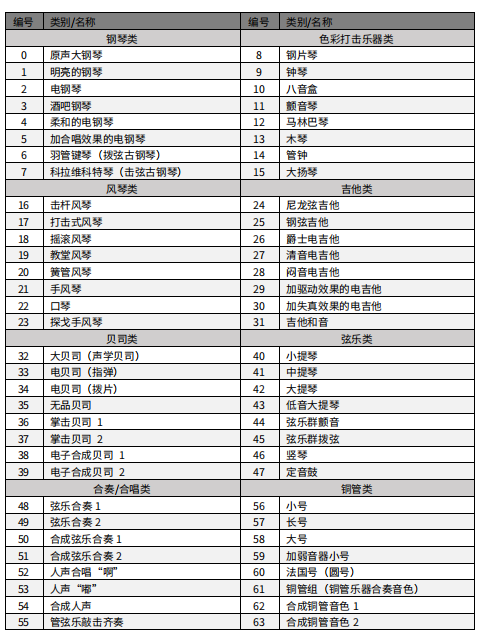 编号 类别/名称 编号 类别/名称
钢琴类 色彩打击乐器类
0 原声大钢琴 8 钢片琴
1 明亮的钢琴 9 钟琴
2 电钢琴 10 八音盒
3 酒吧钢琴 11 颤音琴
4 柔和的电钢琴 12 马林巴琴
5 加合唱效果的电钢琴 13 木琴
6 羽管键琴（拨弦古钢琴） 14 管钟
7 科拉维科特琴（击弦古钢琴） 15 大扬琴
风琴类 吉他类
16 击杆风琴 24 尼龙弦吉他
17 打击式风琴 25 钢弦吉他
18 摇滚风琴 26 爵士电吉他
19 教堂风琴 27 清音电吉他
20 簧管风琴 28 闷音电吉他
21 手风琴 29 加驱动效果的电吉他
22 口琴 30 加失真效果的电吉他
23 探戈手风琴 31 吉他和音
贝司类 弦乐类
32 大贝司（声学贝司） 40 小提琴
33 电贝司（指弹） 41 中提琴
34 电贝司（拨片） 42 大提琴
35 无品贝司 43 低音大提琴
36 掌击贝司 1 44 弦乐群颤音
37 掌击贝司 2 45 弦乐群拨弦
38 电子合成贝司 1 46 竖琴
39 电子合成贝司 2 47 定音鼓
合奏/合唱类 铜管类
48 弦乐合奏 1 56 小号
49 弦乐合奏 2 57 长号
50 合成弦乐合奏 1 58 大号
51 合成弦乐合奏 2 59 加弱音器小号
52 人声合唱“啊” 60 法国号（圆号）
53 人声“嘟” 61 铜管组（铜管乐器合奏音色）
54 合成人声 62 合成铜管音色 1
55 管弦乐敲击齐奏 63 合成铜管音色 2